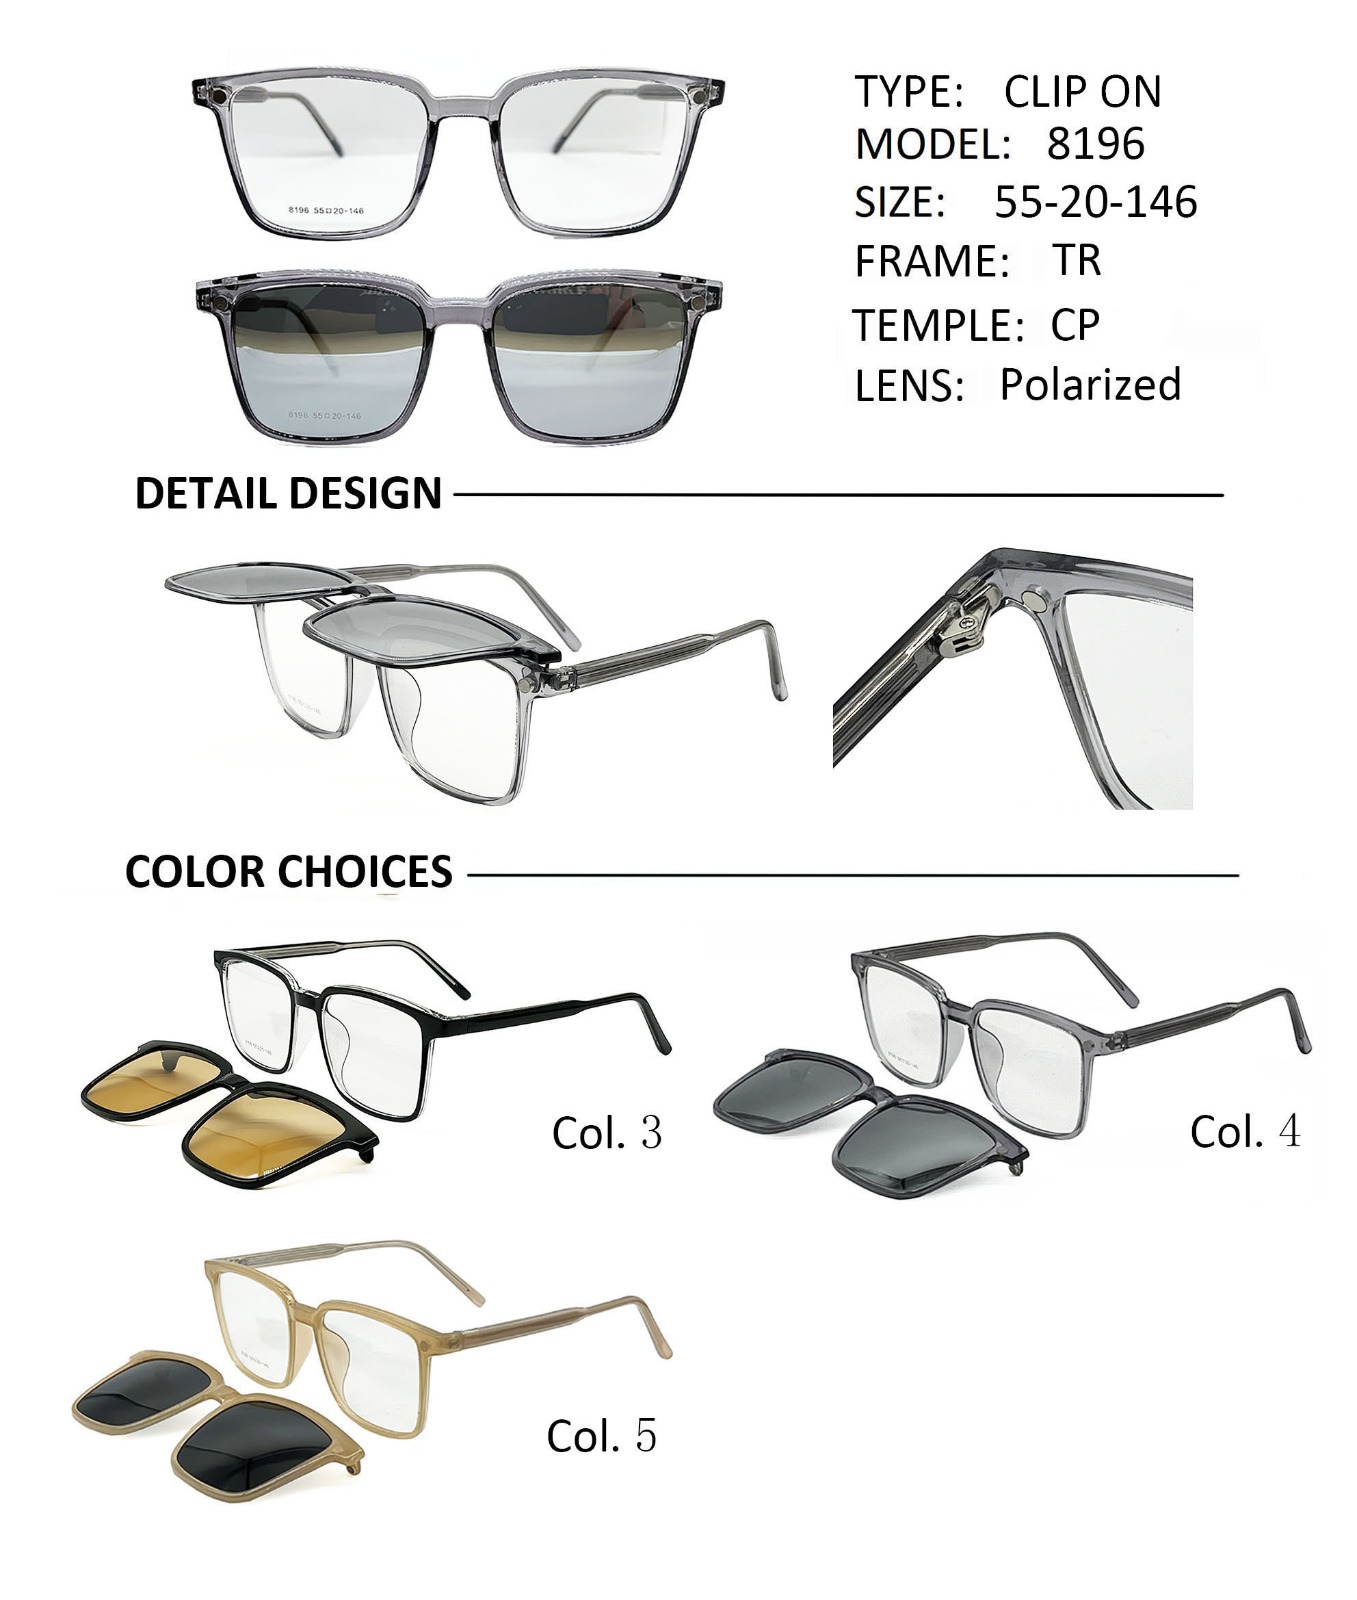 8196 55□20-146
TYPE: CLIP ON
MODEL: 8196
SIZE: 55-20-146
FRAME: TR
TEMPLE: CP
LENS: Polarized
8196 55□20-146
DETAIL DESIGN
COLOR CHOICES
Col. 3
Col. 4
Col. 5